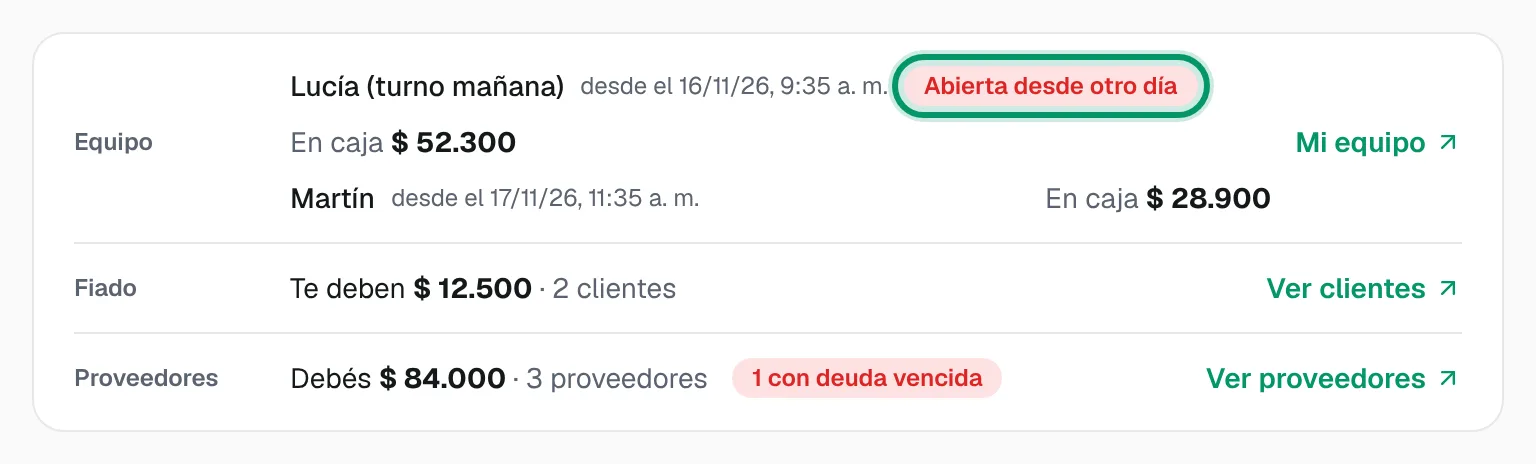 Lucía (turno mañana) desde el 16/11/26, 9:35 a. m. Abierta desde otro día
Equipo En caja $ 52.300 Mi equipo
Martín desde el 17/11/26, 11:35 a. m. En caja $ 28.900
Fiado Te deben $ 12.500 · 2 clientes Ver clientes
Proveedores Debés $ 84.000 · 3 proveedores 1 con deuda vencida Ver proveedores